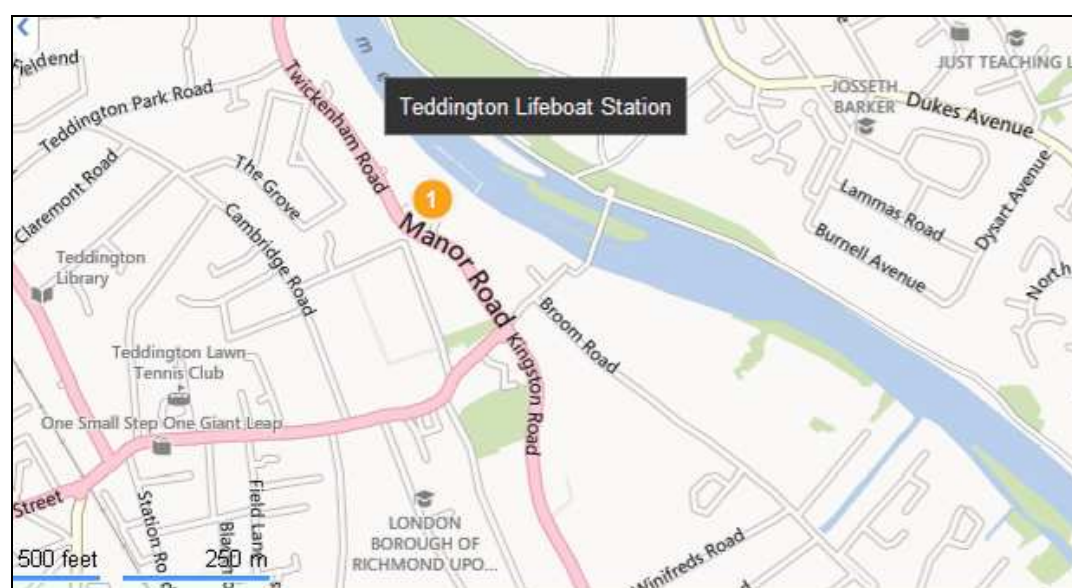 Fieldend
Teddington Park Road
Twickenham Road
m e
Teddington Lifeboat Station
JUST TEACHING L
JOSSETH
BARKER
Dukes Avenue
Claremont Road
The Grove
Cambridge Road
1
Manor Road
Lammas Road
Burnell Avenue
Dysart Avenue
North
Teddington
Library
Broom Road
Kingston Road
Teddington Lawn
Tennis Club
One Small Step One Giant Leap
Street
Station Ro
Field Lane
LONDON
BOROUGH OF
RICHMOND UPO...
Winifreds Road
500 feet
250 m